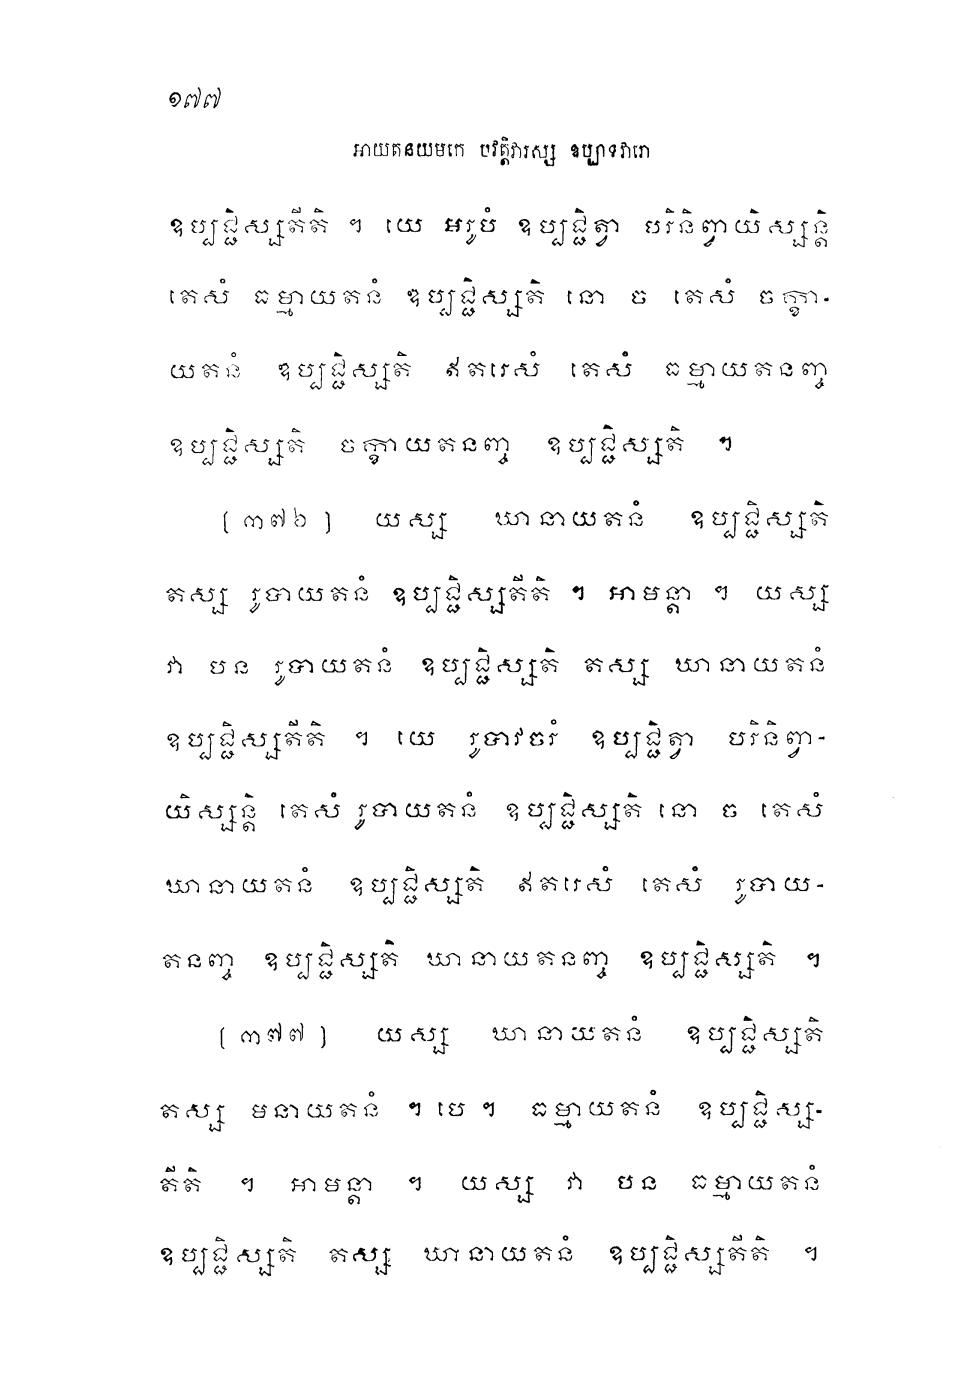 ១៧៧
អាយតនយមកេ បវត្តិវារស្ស ឧប្បាទវារោ
ឧប្បជ្ជិស្សតីតិ ។ យេ អរូបំ ឧប្បជ្ជិត្វា បរិនិព្វាយិស្សន្តិ
តេសំ ធម្មាយតនំ ឧប្បជ្ជិស្សតិ នោ ច តេសំ ចក្ខា-
យតនំ ឧប្បជ្ជិស្សតិ ឥតរេសំ តេសំ ធម្មាយតនញ្ច
ឧប្បជ្ជិស្សតិ ចក្ខាយតនញ្ច ឧប្បជ្ជិស្សតិ ។
(៣៧៦) យស្ស ឃានាយតនំ ឧប្បជ្ជិស្សតិ
តស្ស រូបាយតនំ ឧប្បជ្ជិស្សតីតិ ។ អាមន្តា ។ យស្ស
វា បន រូបាយតនំ ឧប្បជ្ជិស្សតិ តស្ស ឃានាយតនំ
ឧប្បជ្ជិស្សតីតិ ។ យេ រូបាវចរំ ឧប្បជ្ជិត្វា បរិនិព្វា-
យិស្សន្តិ តេសំ រូបាយតនំ ឧប្បជ្ជិស្សតិ នោ ច តេសំ
ឃានាយតនំ ឧប្បជ្ជិស្សតិ ឥតរេសំ តេសំ រូបាយ-
តនញ្ច ឧប្បជ្ជិស្សតិ ឃានាយតនញ្ច ឧប្បជ្ជិស្សតិ ។
(៣៧៧) យស្ស ឃានាយតនំ ឧប្បជ្ជិស្សតិ
តស្ស មនាយតនំ ។ បេ ។ ធម្មាយតនំ ឧប្បជ្ជិស្ស-
តីតិ ។ អាមន្តា ។ យស្ស វា បន ធម្មាយតនំ
ឧប្បជ្ជិស្សតិ តស្ស ឃានាយតនំ ឧប្បជ្ជិស្សតីតិ ។